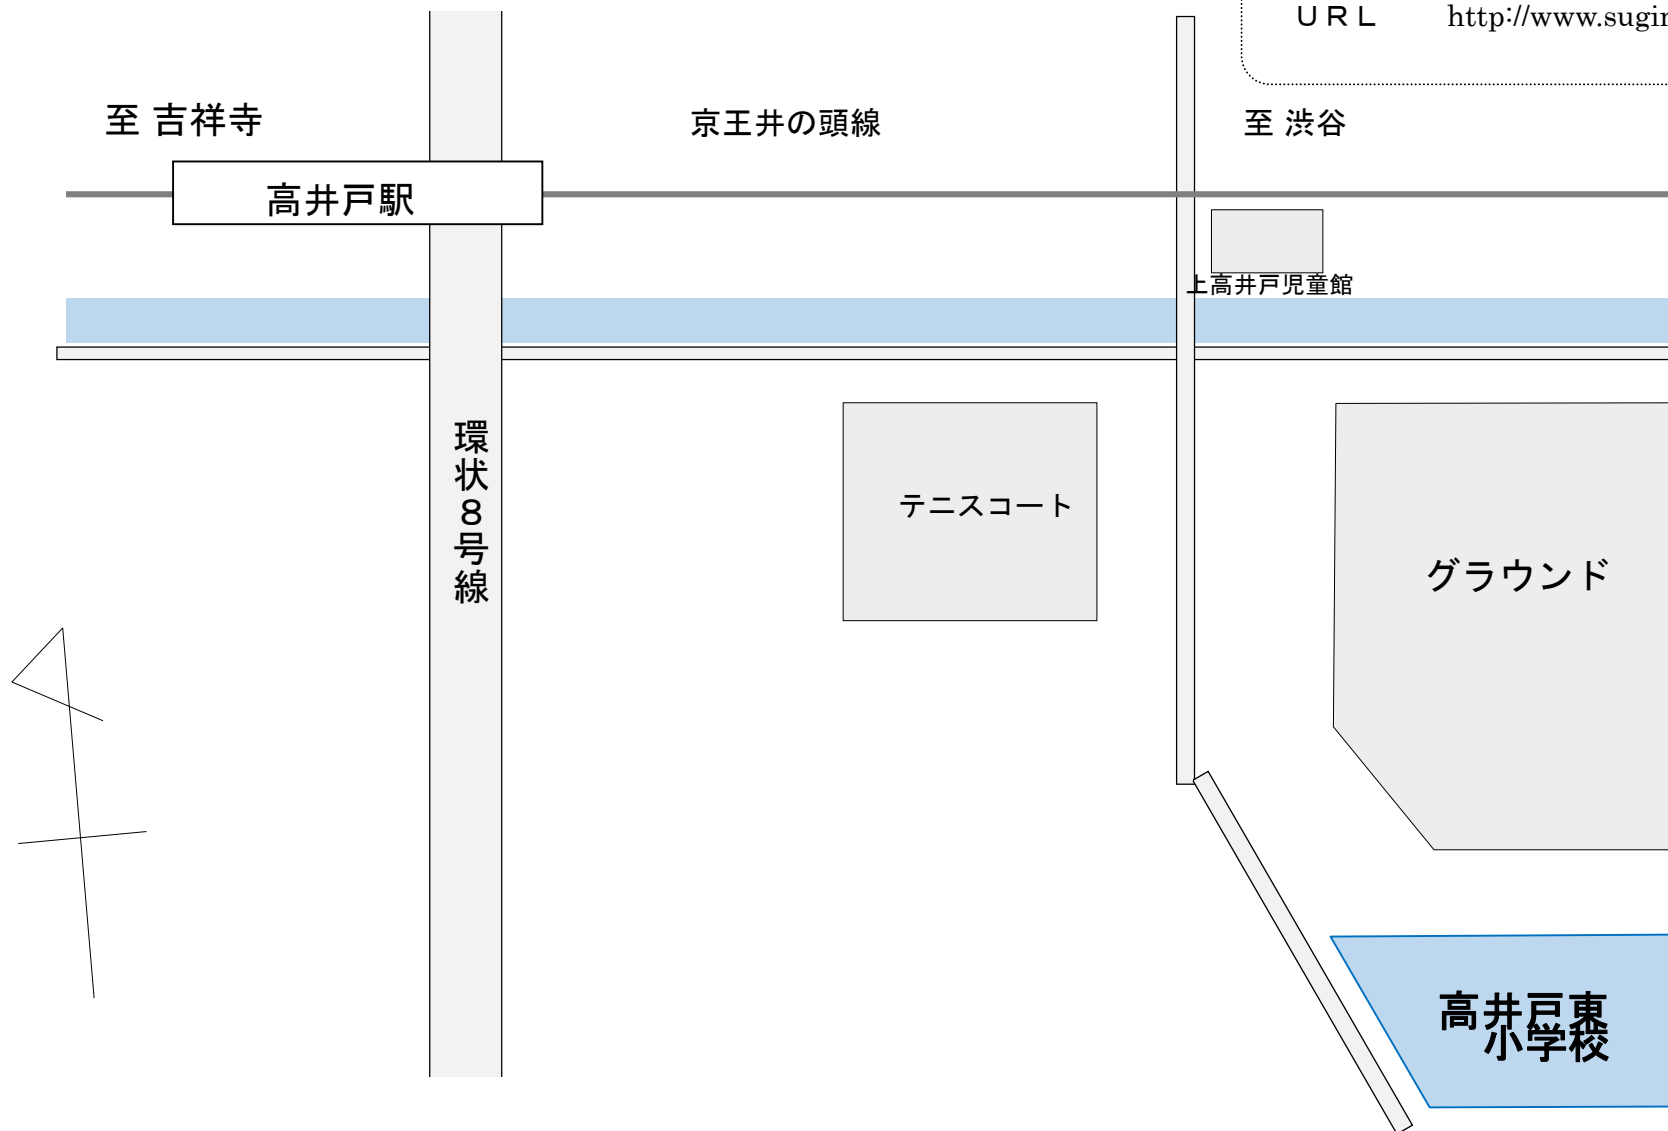 ＵＲＬ　http://www.sugin
至 吉祥寺
京王井の頭線
至 渋谷
高井戸駅
上高井戸児童館
環状８号線
テニスコート
グラウンド
高井戸東
小学校